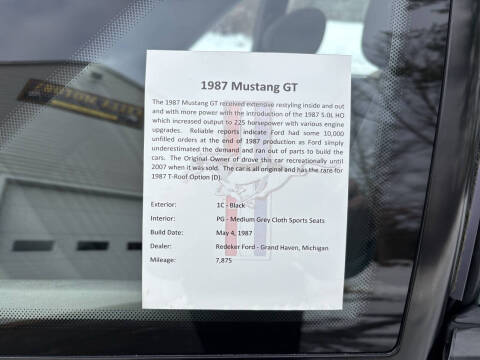 1987 Mustang GT
The 1987 Mustang GT received extensive restyling inside and out
and with more power with the introduction of the 1987 5.0L HO
which increased output to 225 horsepower with various engine
upgrades. Reliable reports indicate Ford had some 10,000
unfilled orders at the end of 1987 production as Ford simply
underestimated the demand and ran out of parts to build the
cars. The Original Owner of drove this car recreationally until
2007 when it was sold. The car is all original and has the rare for
1987 T-Roof Option (D).
Exterior: 1C - Black
Interior: PG - Medium Grey Cloth Sports Seats
Build Date: May 4, 1987
Dealer: Redeker Ford - Grand Haven, Michigan
Mileage: 7,875